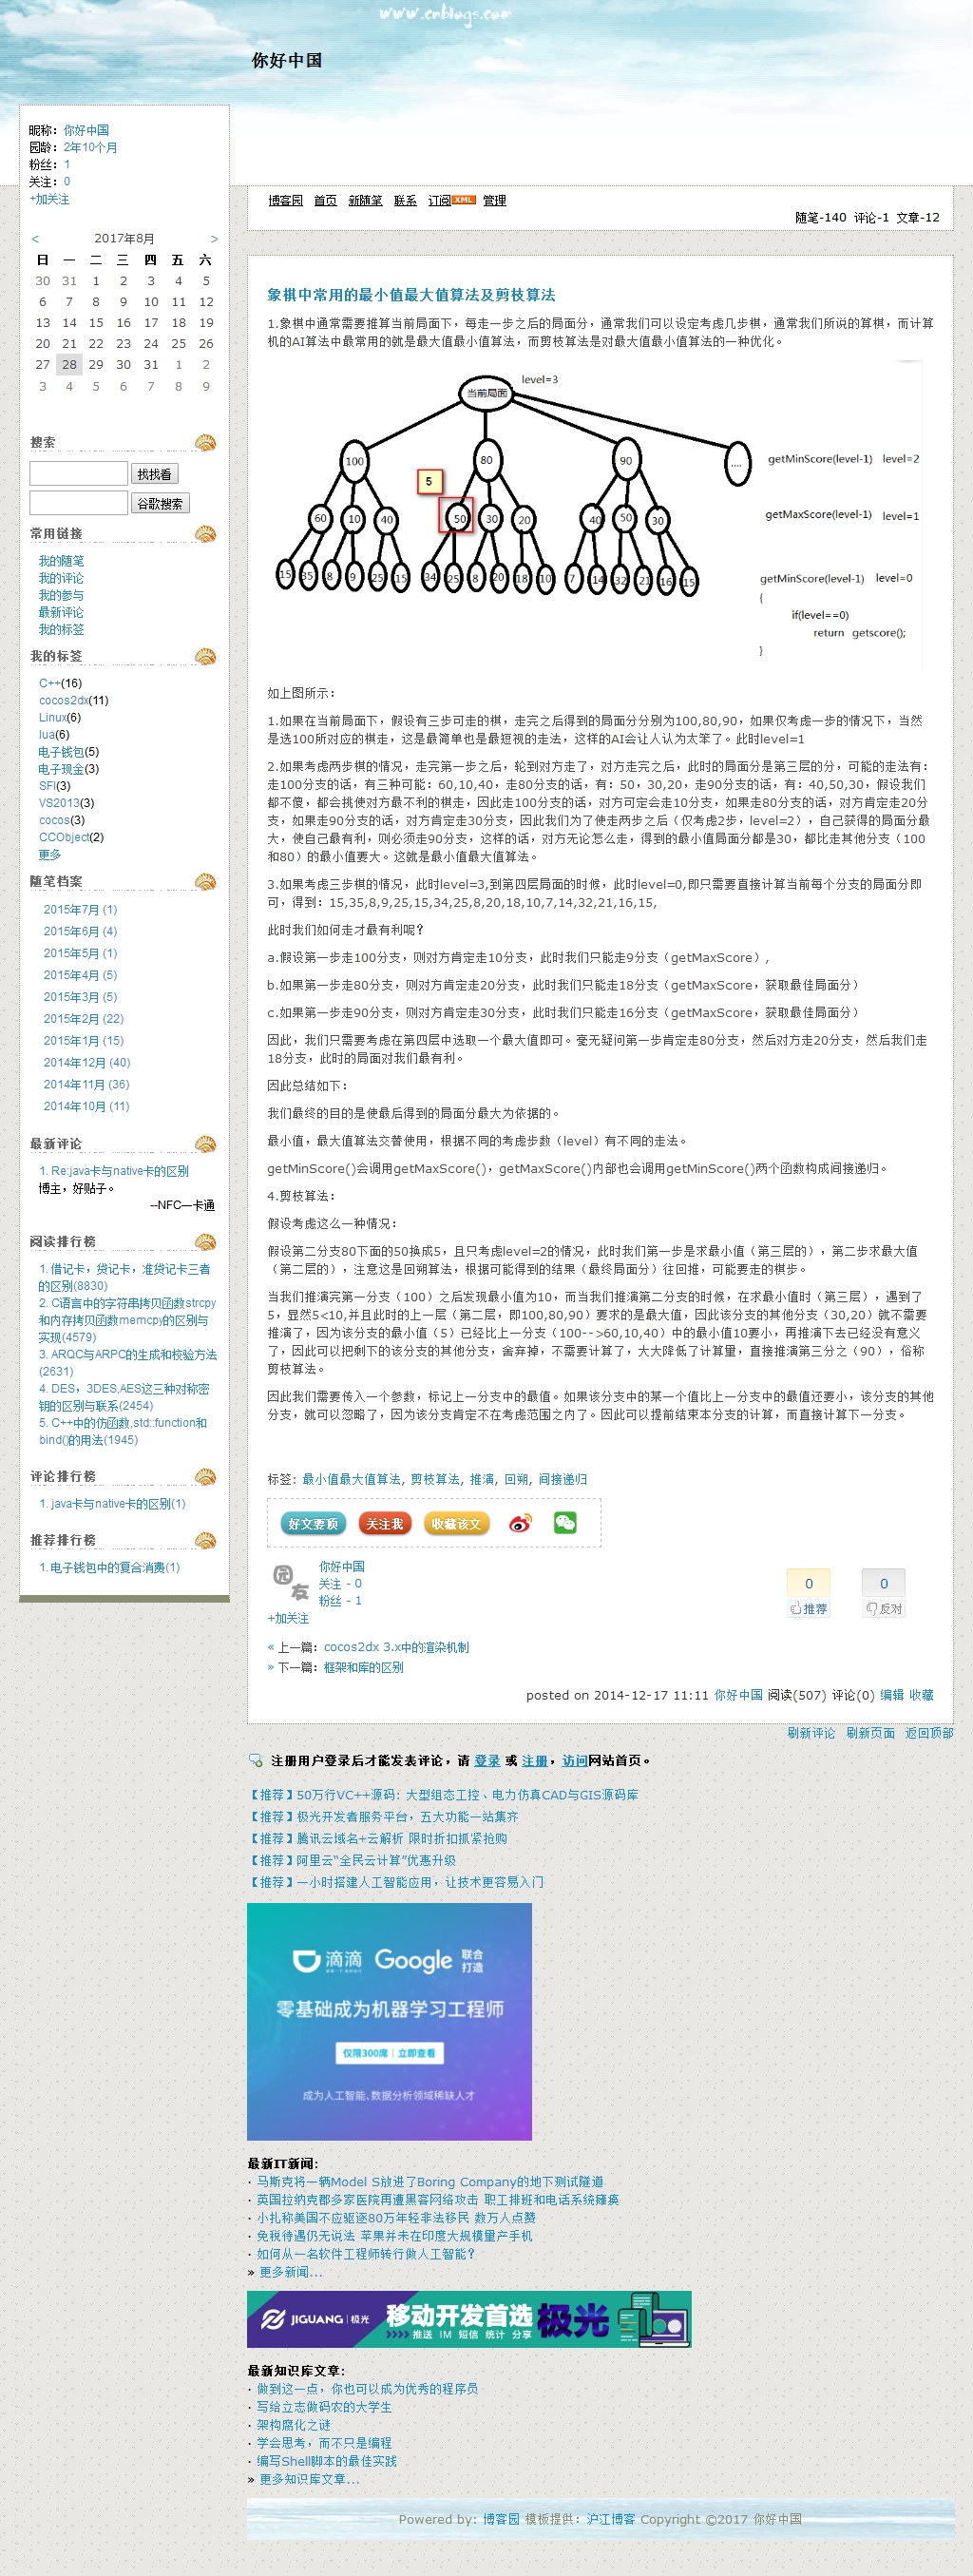 www.cnblogs.com
你好中国
昵称：你好中国
园龄：2年10个月
粉丝：1
关注：0
+加关注
< 2017年8月 >
日 一 二 三 四 五 六
30 31 1 2 3 4 5
6 7 8 9 10 11 12
13 14 15 16 17 18 19
20 21 22 23 24 25 26
27 28 29 30 31 1 2
3 4 5 6 7 8 9
搜索
找找看
谷歌搜索
常用链接
我的随笔
我的评论
我的参与
最新评论
我的标签
我的标签
C++(16)
cocos2dx(11)
Linux(6)
lua(6)
电子钱包(5)
电子现金(3)
SFI(3)
VS2013(3)
cocos(3)
CCObject(2)
更多
随笔档案
2015年7月 (1)
2015年6月 (4)
2015年5月 (1)
2015年4月 (5)
2015年3月 (5)
2015年2月 (22)
2015年1月 (15)
2014年12月 (40)
2014年11月 (36)
2014年10月 (11)
最新评论
1. Re:java卡与native卡的区别
博主，好贴子。
--NFC—卡通
阅读排行榜
1. 借记卡，贷记卡，准贷记卡三者
的区别(8830)
2. C语言中的字符串拷贝函数strcpy
和内存拷贝函数memcpy的区别与
实现(4579)
3. ARQC与ARPC的生成和校验方法
(2631)
4. DES，3DES,AES这三种对称密
钥的区别与联系(2454)
5. C++中的仿函数,std::function和
bind()的用法(1945)
评论排行榜
1. java卡与native卡的区别(1)
推荐排行榜
1. 电子钱包中的复合消费(1)
博客园 首页 新随笔 联系 订阅 XML 管理
随笔-140 评论-1 文章-12
象棋中常用的最小值最大值算法及剪枝算法
1.象棋中通常需要推算当前局面下，每走一步之后的局面分，通常我们可以设定考虑几步棋，通常我们所说的算棋，而计算
机的AI算法中最常用的就是最大值最小值算法，而剪枝算法是对最大值最小值算法的一种优化。
当前局面 level=3
100 80 90 .... getMinScore(level-1) level=2
5
60 10 40 50 30 20 40 50 30 getMaxScore(level-1) level=1
15 35 8 9 25 15 34 25 8 20 18 10 7 14 32 21 16 15 getMinScore(level-1) level=0
{
if(level==0)
return getscore();
}
如上图所示：
1.如果在当前局面下，假设有三步可走的棋，走完之后得到的局面分分别为100,80,90，如果仅考虑一步的情况下，当然
是选100所对应的棋走，这是最简单也是最短视的走法，这样的AI会让人认为太笨了。此时level=1
2.如果考虑两步棋的情况，走完第一步之后，轮到对方走了，对方走完之后，此时的局面分是第三层的分，可能的走法有：
走100分支的话，有三种可能：60,10,40，走80分支的话，有：50，30,20，走90分支的话，有：40,50,30，假设我们
都不傻，都会挑使对方最不利的棋走，因此走100分支的话，对方可定会走10分支，如果走80分支的话，对方肯定走20分
支，如果走90分支的话，对方肯定走30分支，因此我们为了使走两步之后（仅考虑2步，level=2），自己获得的局面分最
大，使自己最有利，则必须走90分支，这样的话，对方无论怎么走，得到的最小值局面分都是30，都比走其他分支（100
和80）的最小值要大。这就是最小值最大值算法。
3.如果考虑三步棋的情况，此时level=3,到第四层局面的时候，此时level=0,即只需要直接计算当前每个分支的局面分即
可，得到：15,35,8,9,25,15,34,25,8,20,18,10,7,14,32,21,16,15,
此时我们如何走才最有利呢？
a.假设第一步走100分支，则对方肯定走10分支，此时我们只能走9分支（getMaxScore），
b.如果第一步走80分支，则对方肯定走20分支，此时我们只能走18分支（getMaxScore，获取最佳局面分）
c.如果第一步走90分支，则对方肯定走30分支，此时我们只能走16分支（getMaxScore，获取最佳局面分）
因此，我们只需要考虑在第四层中选取一个最大值即可。毫无疑问第一步肯定走80分支，然后对方走20分支，然后我们走
18分支，此时的局面对我们最有利。
因此总结如下：
我们最终的目的是使最后得到的局面分最大为依据的。
最小值，最大值算法交替使用，根据不同的考虑步数（level）有不同的走法。
getMinScore()会调用getMaxScore()，getMaxScore()内部也会调用getMinScore()两个函数构成间接递归。
4.剪枝算法：
假设考虑这么一种情况：
假设第二分支80下面的50换成5，且只考虑level=2的情况，此时我们第一步是求最小值（第三层的），第二步求最大值
（第二层的），注意这是回溯算法，根据可能得到的结果（最终局面分）往回推，可能要走的棋步。
当我们推演完第一分支（100）之后发现最小值为10，而当我们推演第二分支的时候，在求最小值时（第三层），遇到了
5，显然5<10,并且此时的上一层（第二层，即100,80,90）要求的是最大值，因此该分支的其他分支（30,20）就不需要
推演了，因为该分支的最小值（5）已经比上一分支（100-->60,10,40）中的最小值10要小，再推演下去已经没有意义
了，因此可以把剩下的该分支的其他分支，舍弃掉，不需要计算了，大大降低了计算量，直接推演第三分之（90），俗称
剪枝算法。
因此我们需要传入一个参数，标记上一分支中的最值。如果该分支中的某一个值比上一分支中的最值还要小，该分支的其他
分支，就可以忽略了，因为该分支肯定不在考虑范围之内了。因此可以提前结束本分支的计算，而直接计算下一分支。
标签: 最小值最大值算法, 剪枝算法, 推演, 回朔, 间接递归
好文要顶 关注我 收藏该文
园友
你好中国
关注 - 0
粉丝 - 1
+加关注
0 0
推荐 反对
« 上一篇：cocos2dx 3.x中的渲染机制
» 下一篇：框架和库的区别
posted on 2014-12-17 11:11 你好中国 阅读(507) 评论(0) 编辑 收藏
刷新评论 刷新页面 返回顶部
注册用户登录后才能发表评论，请 登录 或 注册，访问网站首页。
【推荐】50万行VC++源码: 大型组态工控、电力仿真CAD与GIS源码库
【推荐】极光开发者服务平台，五大功能一站集齐
【推荐】腾讯云域名+云解析 限时折扣抓紧抢购
【推荐】阿里云“全民云计算”优惠升级
【推荐】一小时搭建人工智能应用，让技术更容易入门
滴滴 Google 联合打造
零基础成为机器学习工程师
仅限300席 | 立即查看
成为人工智能、数据分析领域稀缺人才
最新IT新闻:
· 马斯克将一辆Model S放进了Boring Company的地下测试隧道
· 英国拉纳克郡多家医院再遭黑客网络攻击 职工排班和电话系统瘫痪
· 小扎称美国不应驱逐80万年轻非法移民 数万人点赞
· 免税待遇仍无说法 苹果并未在印度大规模量产手机
· 如何从一名软件工程师转行做人工智能？
» 更多新闻...
JIGUANG | 极光 移动开发首选 极光
>>>> 推送 IM 短信 统计 分享
最新知识库文章:
· 做到这一点，你也可以成为优秀的程序员
· 写给立志做码农的大学生
· 架构腐化之谜
· 学会思考，而不只是编程
· 编写Shell脚本的最佳实践
» 更多知识库文章...
Powered by: 博客园 模板提供：沪江博客 Copyright ©2017 你好中国